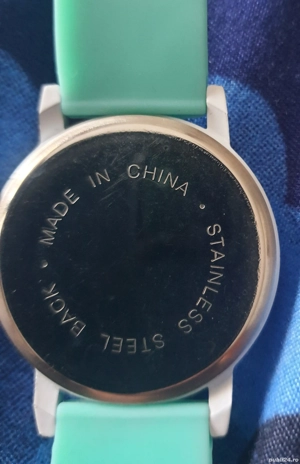 MADE IN CHINA • STAINLESS STEEL BACK •
publi24.ro